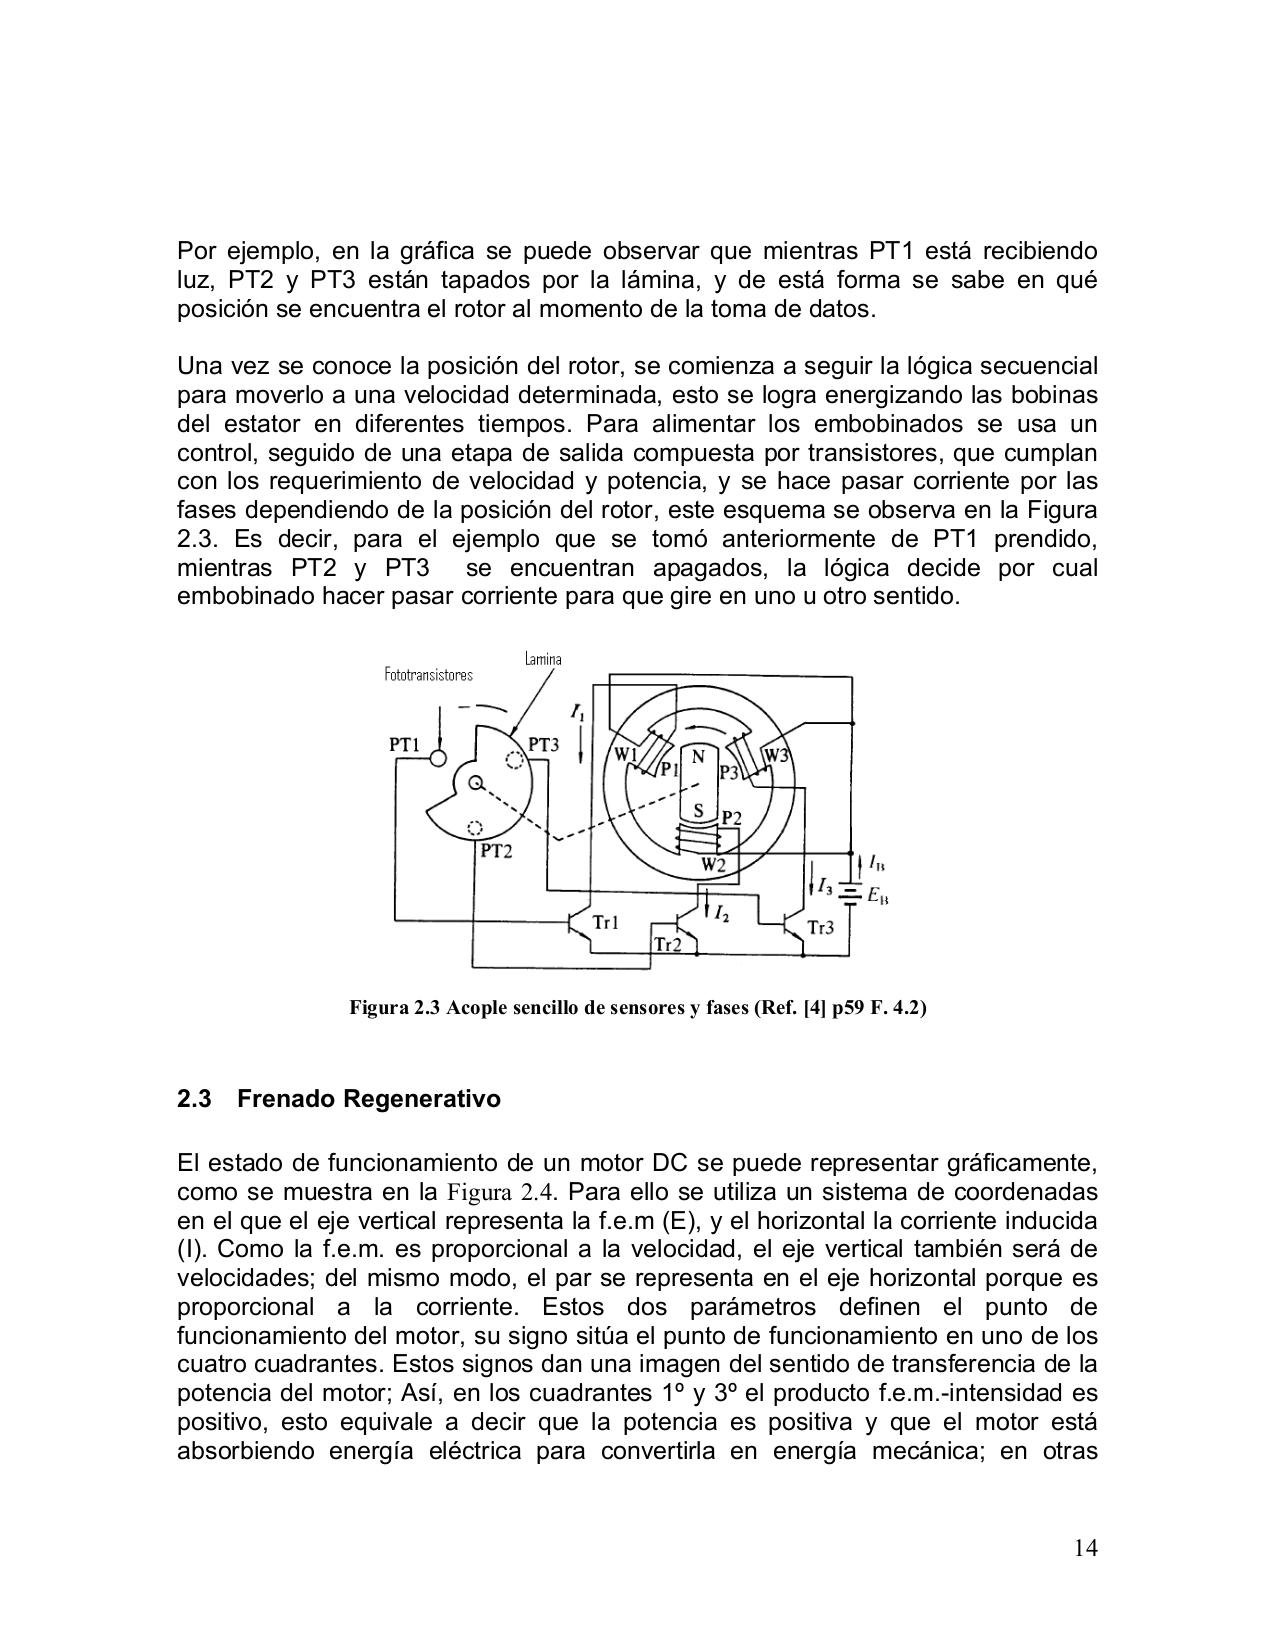 Por ejemplo, en la gráfica se puede observar que mientras PT1 está recibiendo
luz, PT2 y PT3 están tapados por la lámina, y de está forma se sabe en qué
posición se encuentra el rotor al momento de la toma de datos.
Una vez se conoce la posición del rotor, se comienza a seguir la lógica secuencial
para moverlo a una velocidad determinada, esto se logra energizando las bobinas
del estator en diferentes tiempos. Para alimentar los embobinados se usa un
control, seguido de una etapa de salida compuesta por transistores, que cumplan
con los requerimiento de velocidad y potencia, y se hace pasar corriente por las
fases dependiendo de la posición del rotor, este esquema se observa en la Figura
2.3. Es decir, para el ejemplo que se tomó anteriormente de PT1 prendido,
mientras PT2 y PT3 se encuentran apagados, la lógica decide por cual
embobinado hacer pasar corriente para que gire en uno u otro sentido.
Lamina
Fototransistores
I1
PT1
PT3
W1
N
W3
P1
P3
S
P2
PT2
W2
IB
I3
EB
I2
Tr1
Tr3
Tr2
Figura 2.3 Acople sencillo de sensores y fases (Ref. [4] p59 F. 4.2)
2.3 Frenado Regenerativo
El estado de funcionamiento de un motor DC se puede representar gráficamente,
como se muestra en la Figura 2.4. Para ello se utiliza un sistema de coordenadas
en el que el eje vertical representa la f.e.m (E), y el horizontal la corriente inducida
(I). Como la f.e.m. es proporcional a la velocidad, el eje vertical también será de
velocidades; del mismo modo, el par se representa en el eje horizontal porque es
proporcional a la corriente. Estos dos parámetros definen el punto de
funcionamiento del motor, su signo sitúa el punto de funcionamiento en uno de los
cuatro cuadrantes. Estos signos dan una imagen del sentido de transferencia de la
potencia del motor; Así, en los cuadrantes 1º y 3º el producto f.e.m.-intensidad es
positivo, esto equivale a decir que la potencia es positiva y que el motor está
absorbiendo energía eléctrica para convertirla en energía mecánica; en otras
14